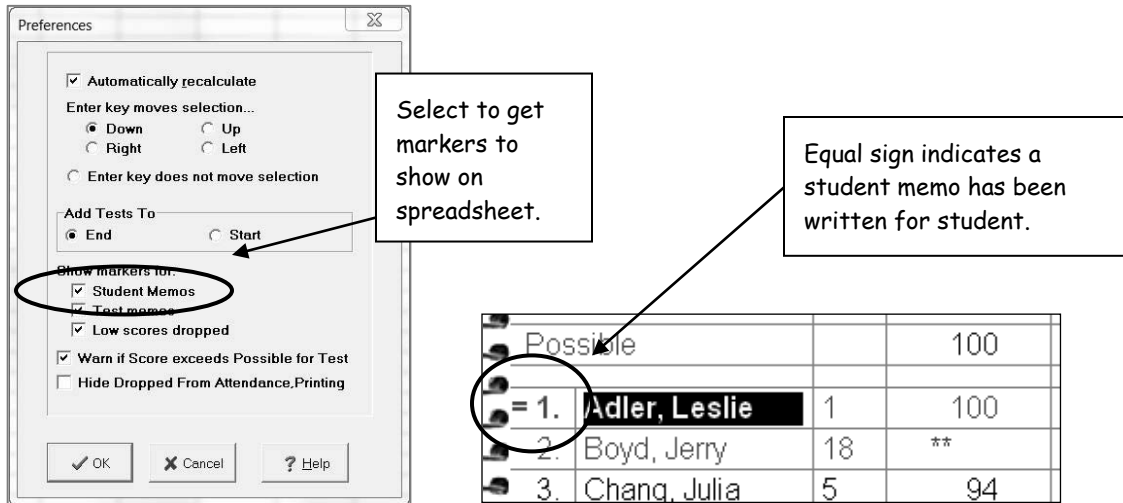 Preferences
Automatically recalculate
Enter key moves selection...
Down Up
Right Left
Enter key does not move selection
Add Tests To
End Start
Show markers for:
Student Memos
Test memos
Low scores dropped
Warn if Score exceeds Possible for Test
Hide Dropped From Attendance,Printing
OK Cancel ? Help
Select to get
markers to
show on
spreadsheet.
Equal sign indicates a
student memo has been
written for student.
Possible 100
= 1. Adler, Leslie 1 100
2. Boyd, Jerry 18 **
3. Chang, Julia 5 94